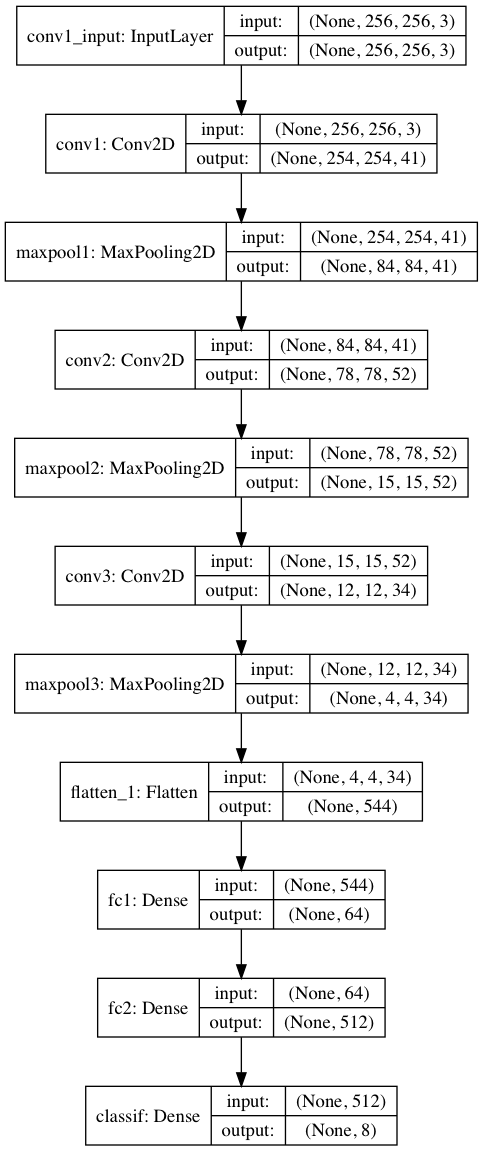 conv1_input: InputLayer
input: (None, 256, 256, 3)
output: (None, 256, 256, 3)
conv1: Conv2D
input: (None, 256, 256, 3)
output: (None, 254, 254, 41)
maxpool1: MaxPooling2D
input: (None, 254, 254, 41)
output: (None, 84, 84, 41)
conv2: Conv2D
input: (None, 84, 84, 41)
output: (None, 78, 78, 52)
maxpool2: MaxPooling2D
input: (None, 78, 78, 52)
output: (None, 15, 15, 52)
conv3: Conv2D
input: (None, 15, 15, 52)
output: (None, 12, 12, 34)
maxpool3: MaxPooling2D
input: (None, 12, 12, 34)
output: (None, 4, 4, 34)
flatten_1: Flatten
input: (None, 4, 4, 34)
output: (None, 544)
fc1: Dense
input: (None, 544)
output: (None, 64)
fc2: Dense
input: (None, 64)
output: (None, 512)
classif: Dense
input: (None, 512)
output: (None, 8)